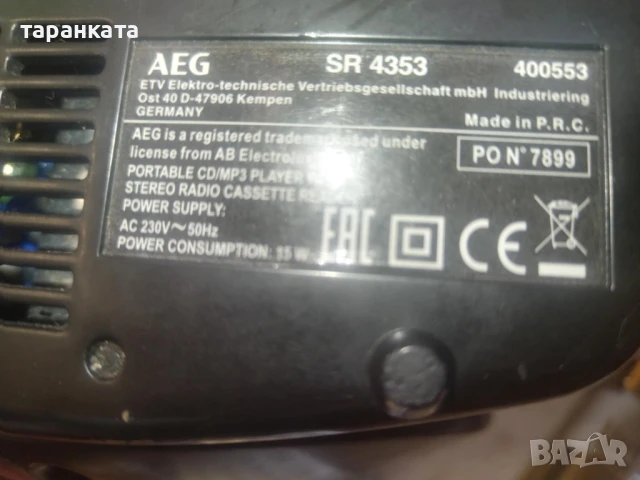 таранката
AEG SR 4353 400553
ETV Elektro-technische Vertriebsgesellschaft mbH Industriering
Ost 40 D-47906 Kempen
GERMANY
Made in P.R.C.
AEG is a registered trademark used under
license from AB Electrolux
PO N° 7899
PORTABLE CD/MP3 PLAYER
STEREO RADIO CASSETTE
POWER SUPPLY:
AC 230V~50Hz
POWER CONSUMPTION: 15 W
EAC CE
BAZAR